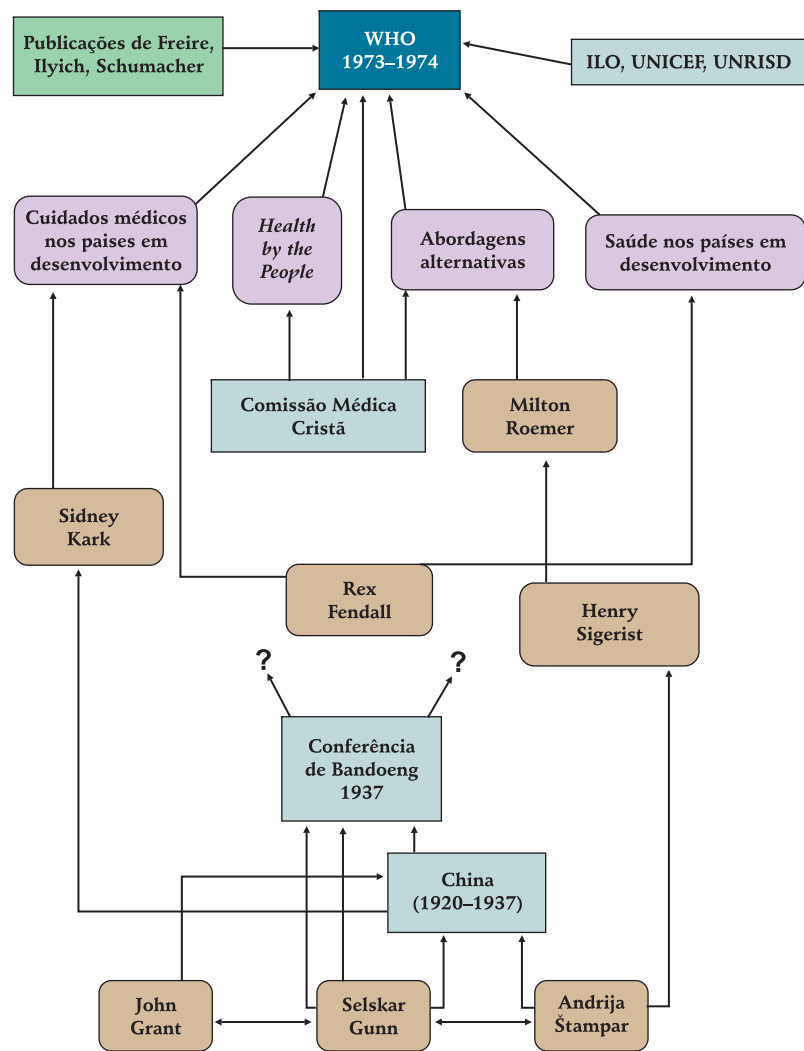 Publicações de Freire,
Ilyich, Schumacher
WHO
1973–1974
ILO, UNICEF, UNRISD
Cuidados médicos
nos paises em
desenvolvimento
Health
by the
People
Abordagens
alternativas
Saúde nos países em
desenvolvimento
Comissão Médica
Cristã
Milton
Roemer
Sidney
Kark
Rex
Fendall
Henry
Sigerist
?
?
Conferência
de Bandoeng
1937
China
(1920–1937)
John
Grant
Selskar
Gunn
Andrija
Štampar